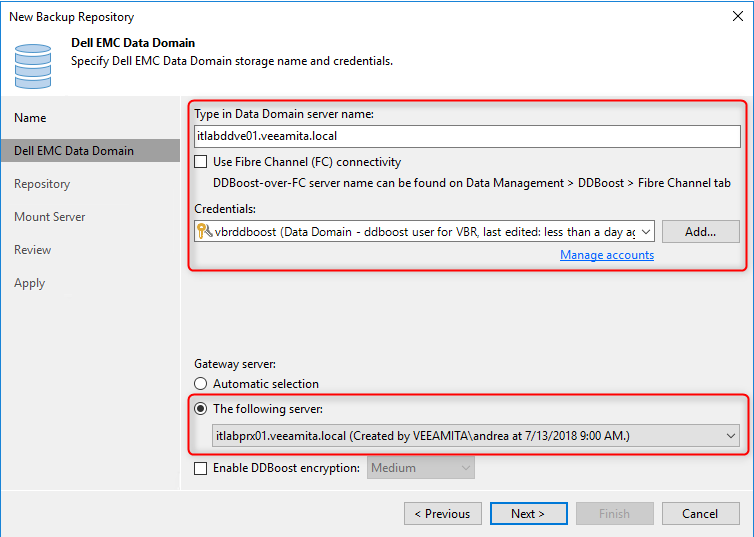 New Backup Repository
Dell EMC Data Domain
Specify Dell EMC Data Domain storage name and credentials.
Name
Dell EMC Data Domain
Repository
Mount Server
Review
Apply
Type in Data Domain server name:
itlabddve01.veeamita.local
Use Fibre Channel (FC) connectivity
DDBoost-over-FC server name can be found on Data Management > DDBoost > Fibre Channel tab
Credentials:
vbrddboost (Data Domain - ddboost user for VBR, last edited: less than a day ag
Add...
Manage accounts
Gateway server:
Automatic selection
The following server:
itlabprx01.veeamita.local (Created by VEEAMITA\andrea at 7/13/2018 9:00 AM.)
Enable DDBoost encryption: Medium
< Previous Next > Finish Cancel